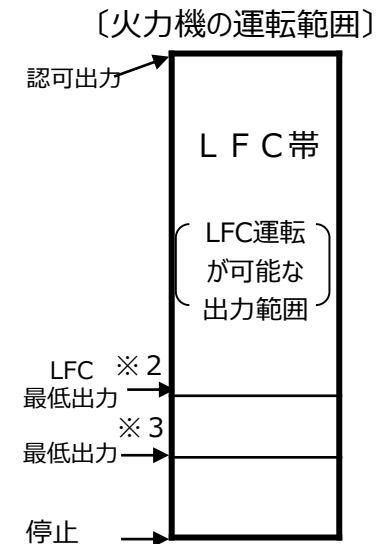 〔火力機の運転範囲〕
認可出力
ＬＦＣ帯
LFC運転
が可能な
出力範囲
LFC ※２
最低出力
※３
最低出力
停止